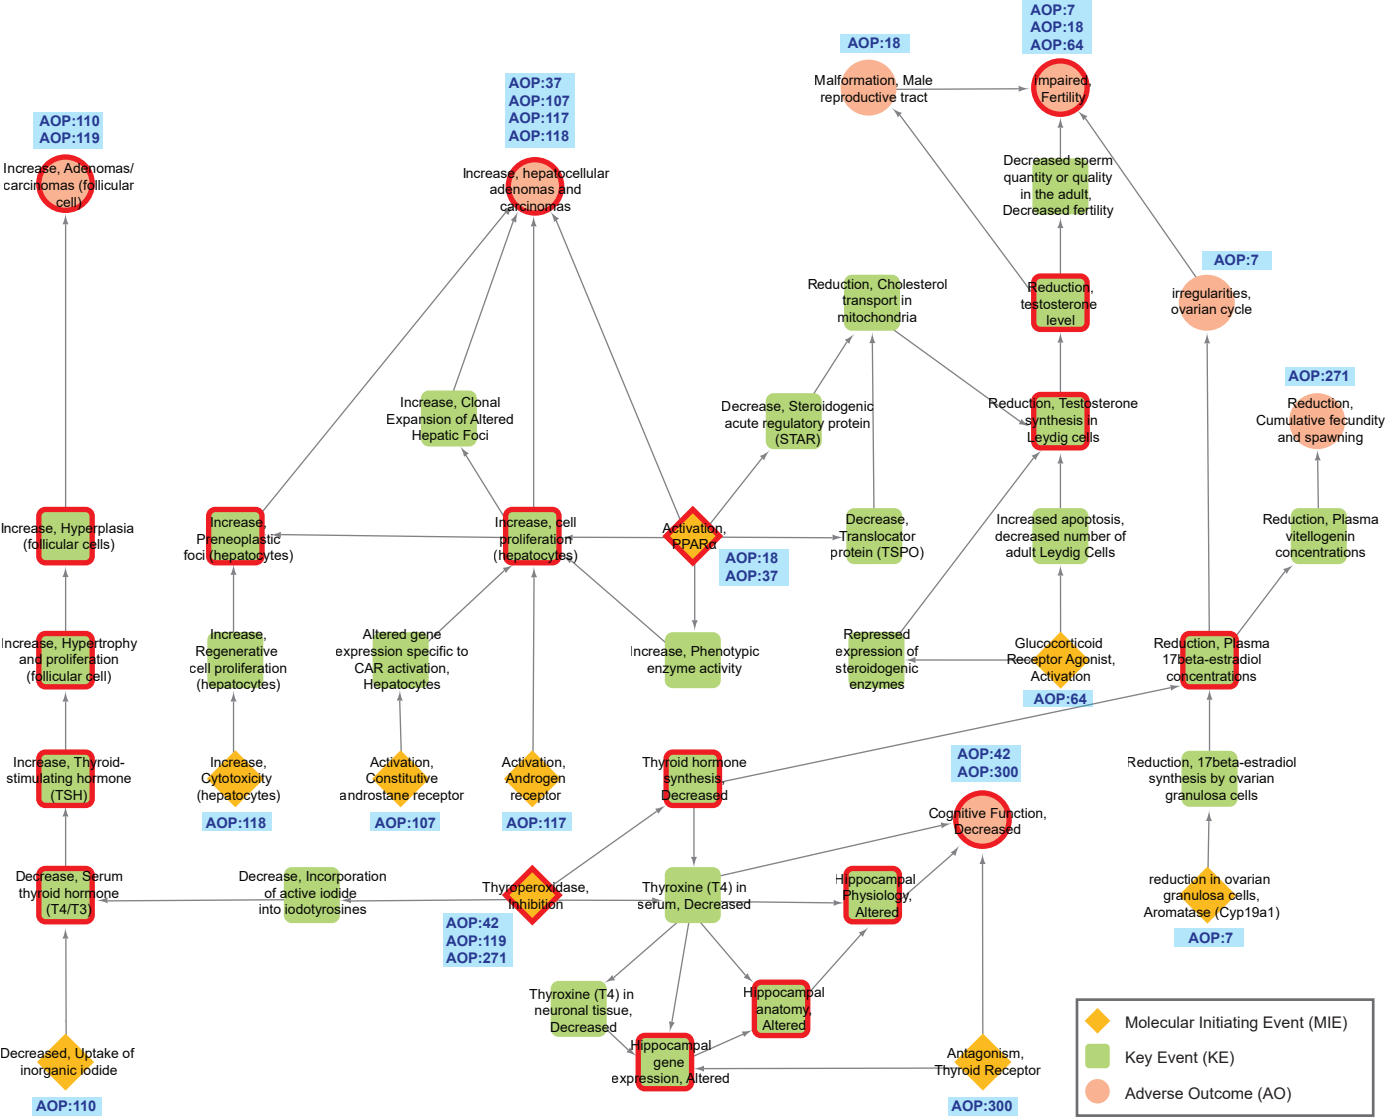 AOP:7
AOP:18
AOP:64
AOP:18
Malformation, Male
reproductive tract
Impaired,
Fertility
AOP:37
AOP:107
AOP:117
AOP:118
AOP:110
AOP:119
Increase, Adenomas/
carcinomas (follicular
cell)
Increase, hepatocellular
adenomas and
carcinomas
Decreased sperm
quantity or quality
in the adult,
Decreased fertility
AOP:7
irregularities,
ovarian cycle
Reduction, Cholesterol
transport in
mitochondria
Reduction,
testosterone
level
AOP:271
Reduction,
Cumulative fecundity
and spawning
Increase, Clonal
Expansion of Altered
Hepatic Foci
Decrease, Steroidogenic
acute regulatory protein
(STAR)
Reduction, Testosterone
synthesis in
Leydig cells
Increase, Hyperplasia
(follicular cells)
Increase,
Preneoplastic
foci (hepatocytes)
Increase, cell
proliferation
(hepatocytes)
Activation,
PPARα
AOP:18
AOP:37
Decrease,
Translocator
protein (TSPO)
Increased apoptosis,
decreased number of
adult Leydig Cells
Reduction, Plasma
vitellogenin
concentrations
Increase, Hypertrophy
and proliferation
(follicular cell)
Increase,
Regenerative
cell proliferation
(hepatocytes)
Altered gene
expression specific to
CAR activation,
Hepatocytes
Increase, Phenotypic
enzyme activity
Repressed
expression of
steroidogenic
enzymes
Glucocorticoid
Receptor Agonist,
Activation
AOP:64
Reduction, Plasma
17beta-estradiol
concentrations
Increase, Thyroid-
stimulating hormone
(TSH)
Increase,
Cytotoxicity
(hepatocytes)
AOP:118
Activation,
Constitutive
androstane receptor
AOP:107
Activation,
Androgen
receptor
AOP:117
Thyroid hormone
synthesis,
Decreased
AOP:42
AOP:300
Cognitive Function,
Decreased
Reduction, 17beta-estradiol
synthesis by ovarian
granulosa cells
Decrease, Serum
thyroid hormone
(T4/T3)
Decrease, Incorporation
of active iodide
into iodotyrosines
Thyroperoxidase,
Inhibition
AOP:42
AOP:119
AOP:271
Thyroxine (T4) in
serum, Decreased
Hippocampal
Physiology,
Altered
reduction in ovarian
granulosa cells,
Aromatase (Cyp19a1)
AOP:7
Thyroxine (T4) in
neuronal tissue,
Decreased
Hippocampal
anatomy,
Altered
Hippocampal
gene
expression, Altered
Decreased, Uptake of
inorganic iodide
AOP:110
Antagonism,
Thyroid Receptor
AOP:300
Molecular Initiating Event (MIE)
Key Event (KE)
Adverse Outcome (AO)